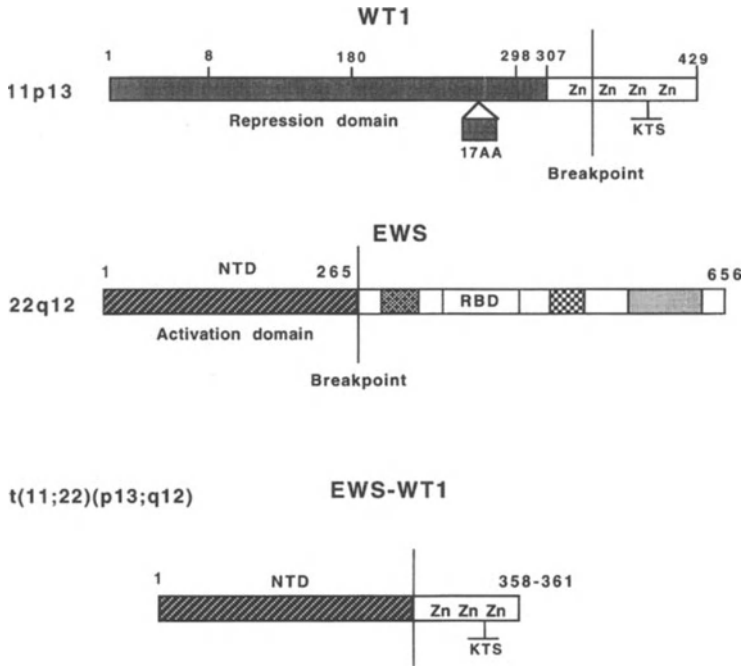 WT1
1 8 180 298 307 429
11p13 Zn Zn Zn Zn
Repression domain KTS
17AA
Breakpoint
EWS
1 NTD 265 656
22q12 RBD
Activation domain
Breakpoint
t(11;22)(p13;q12) EWS-WT1
1 NTD 358-361
Zn Zn Zn
KTS